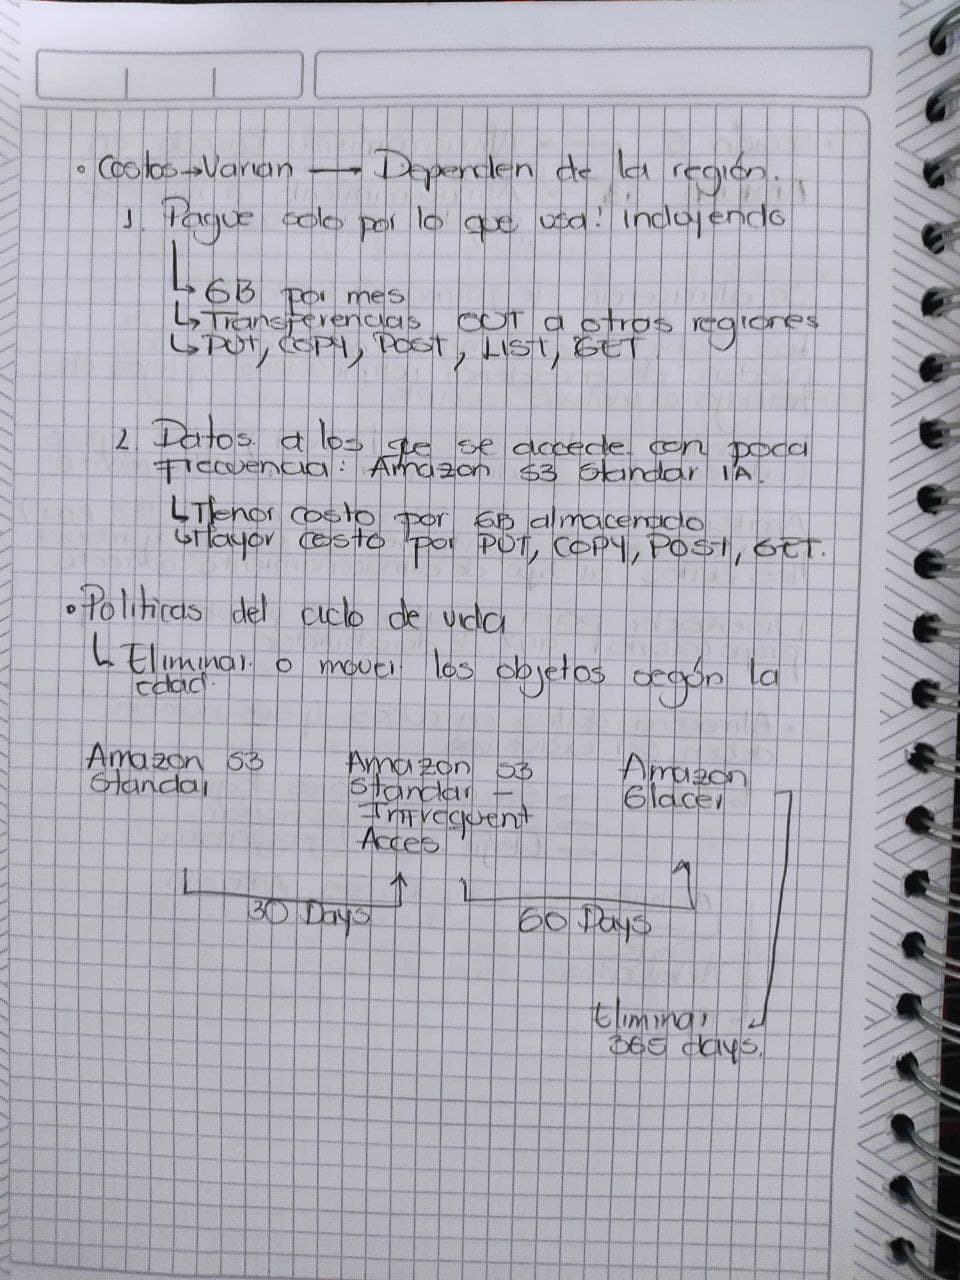 • Costos → Varian — Dependen de la región.
1. Pague solo por lo que usa: incluyendo
↳ GB por mes
↳ Transferencias OUT a otros regiones
↳ PUT, COPY, POST, LIST, GET
2. Datos a los que se accede con poca
frecuencia: Amazon S3 Standar IA.
↳ Menor costo por GB almacenado
↳ Mayor costo por PUT, COPY, POST, GET.
• Politicas del ciclo de vida
↳ Eliminar o mover los objetos según la
edad.
Amazon S3
Standar
Amazon S3
Standar –
Infrequent
Acces
Amazon
Glacer
30 Days
60 Days
Eliminar
365 days.